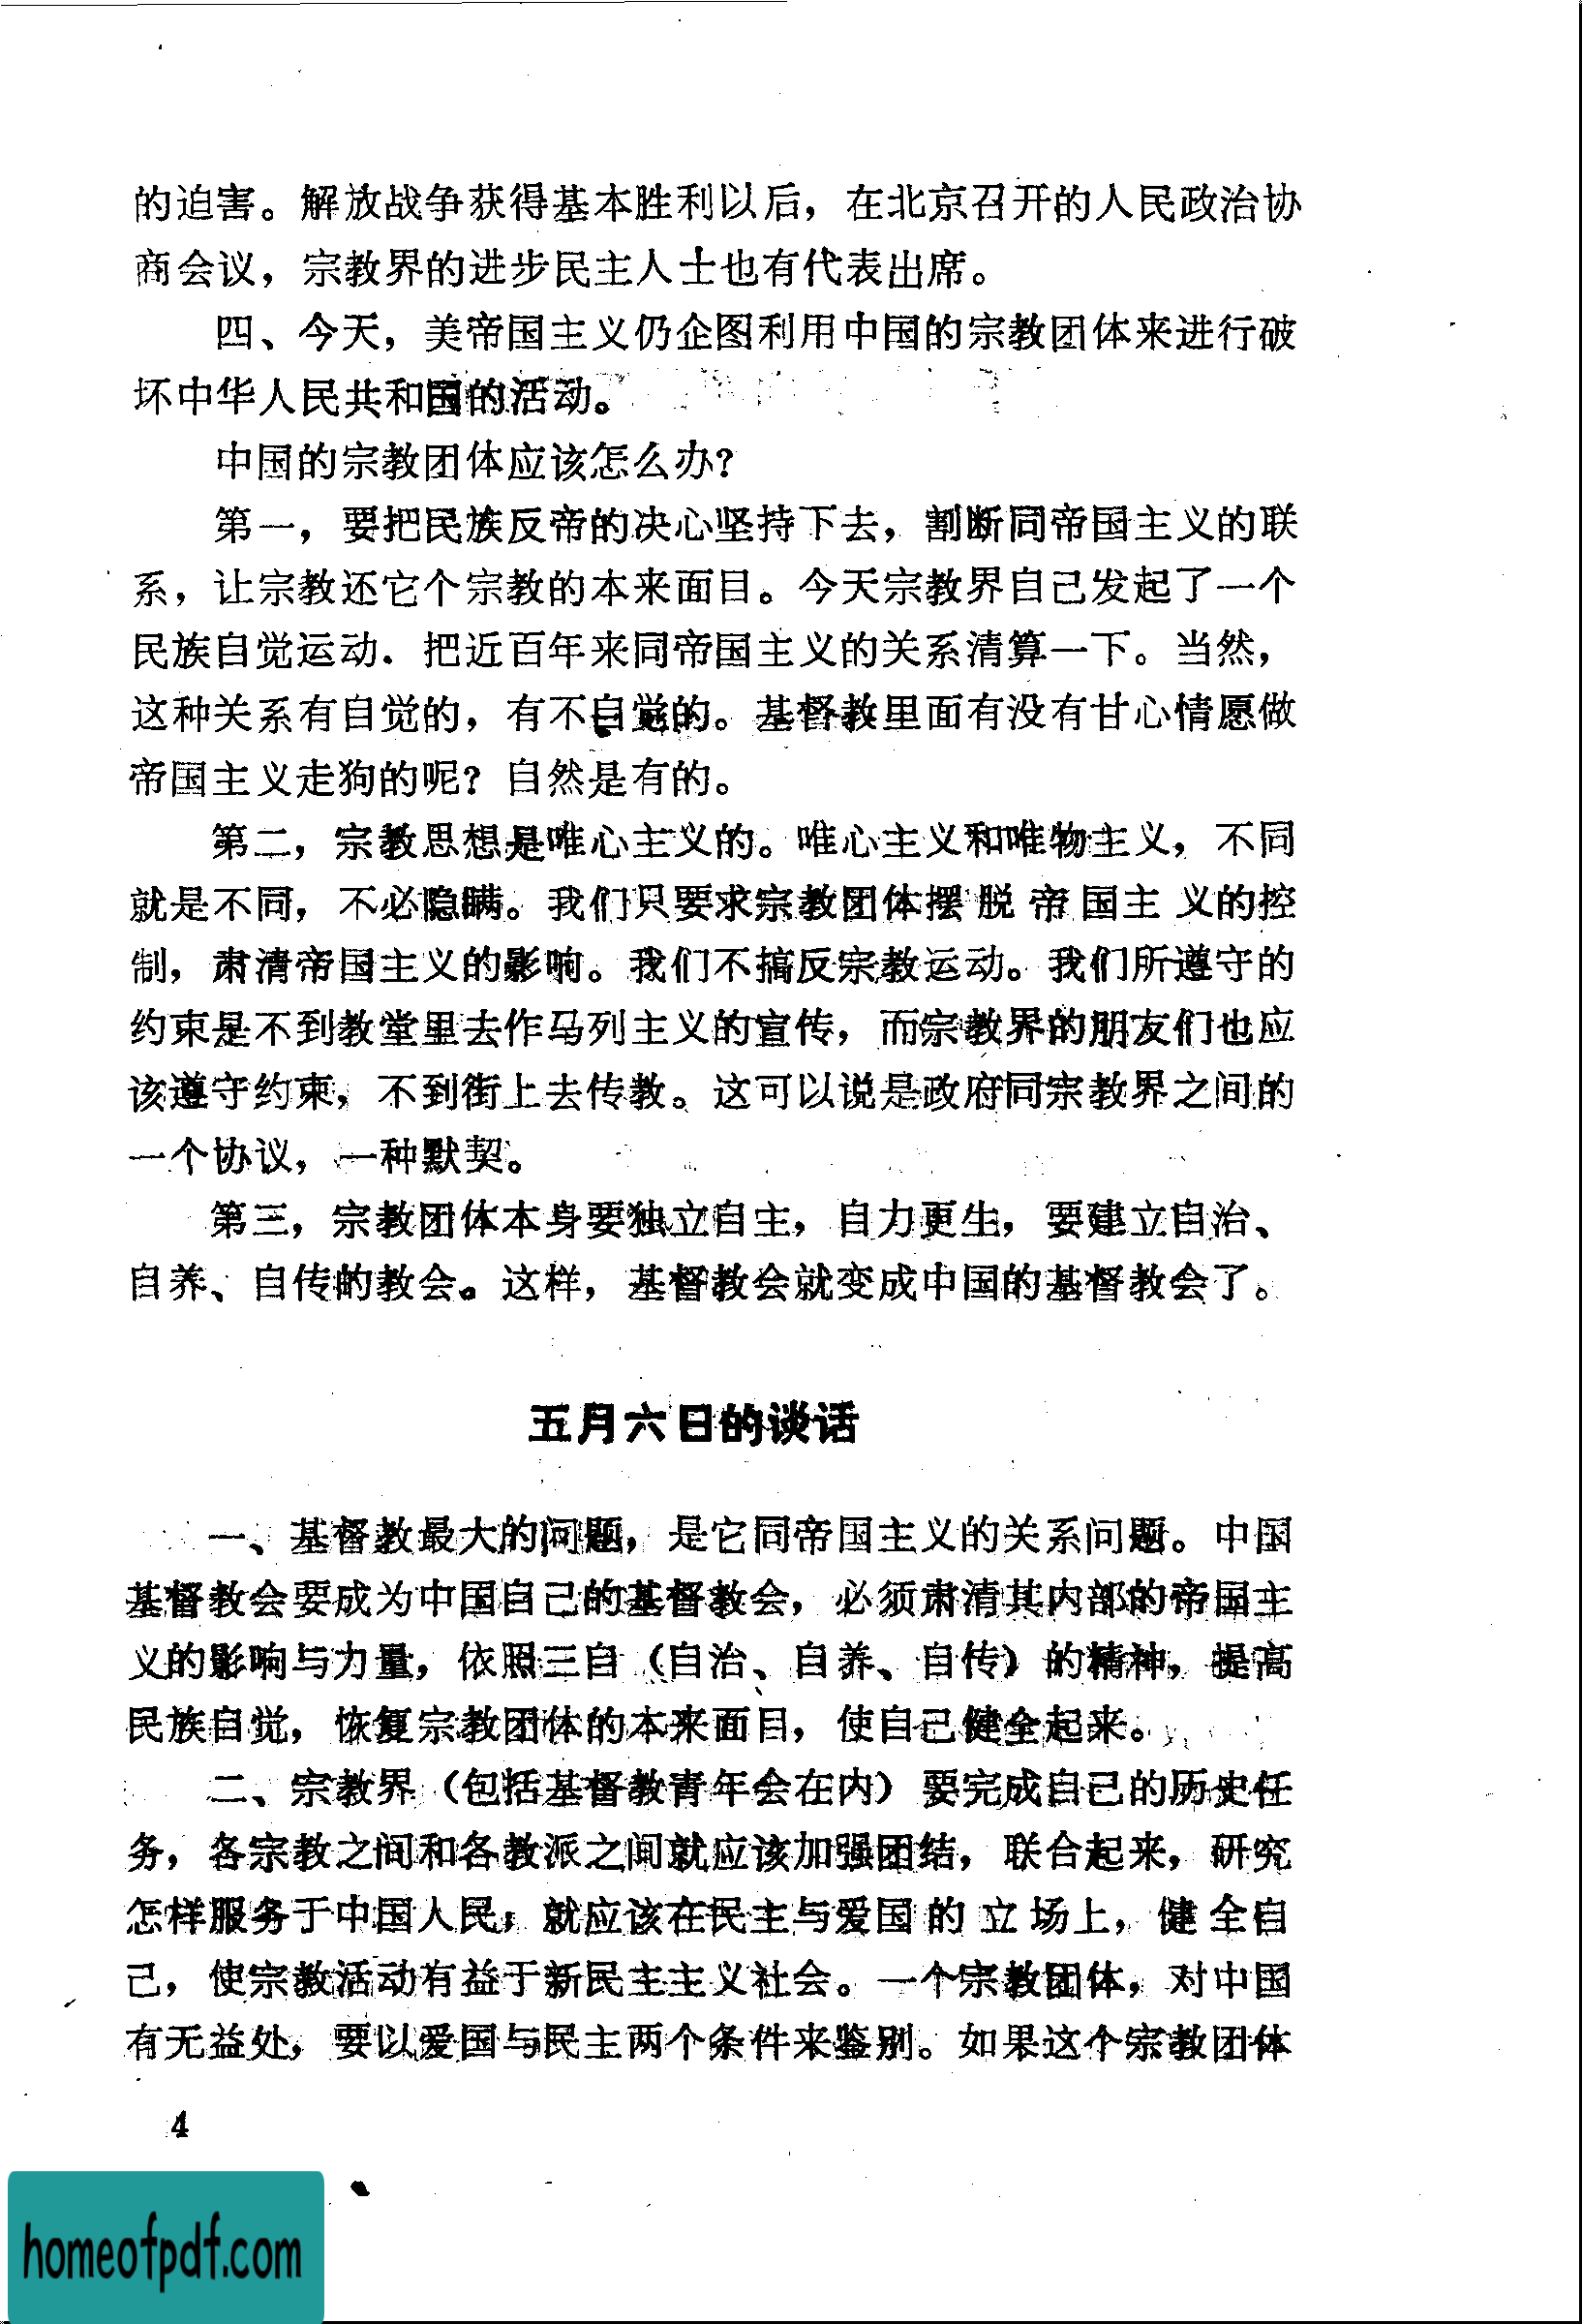 的迫害。解放战争获得基本胜利以后，在北京召开的人民政治协
商会议，宗教界的进步民主人士也有代表出席。
四、今天，美帝国主义仍企图利用中国的宗教团体来进行破
坏中华人民共和国的活动。
中国的宗教团体应该怎么办？
第一，要把民族反帝的决心坚持下去，割断同帝国主义的联
系，让宗教还它个宗教的本来面目。今天宗教界自己发起了一个
民族自觉运动．把近百年来同帝国主义的关系清算一下。当然，
这种关系有自觉的，有不自觉的。基督教里面有没有甘心情愿做
帝国主义走狗的呢？自然是有的。
第二，宗教思想是唯心主义的。唯心主义和唯物主义，不同
就是不同，不必隐瞒。我们只要求宗教团体摆脱帝国主义的控
制，肃清帝国主义的影响。我们不搞反宗教运动。我们所遵守的
约束是不到教堂里去作马列主义的宣传，而宗教界的朋友们也应
该遵守约束，不到街上去传教。这可以说是政府同宗教界之间的
一个协议，一种默契。
第三，宗教团体本身要独立自主，自力更生，要建立自治、
自养、自传的教会。这样，基督教会就变成中国的基督教会了。
五月六日的谈话
一、基督教最大的问题，是它同帝国主义的关系问题。中国
基督教会要成为中国自己的基督教会，必须肃清其内部的帝国主
义的影响与力量，依照三自（自治、自养、自传）的精神，提高
民族自觉，恢复宗教团体的本来面目，使自己健全起来。
二、宗教界（包括基督教青年会在内）要完成自己的历史任
务，各宗教之间和各教派之间就应该加强团结，联合起来，研究
怎样服务于中国人民；就应该在民主与爱国的立场上，健全自
己，使宗教活动有益于新民主主义社会。一个宗教团体，对中国
有无益处，要以爱国与民主两个条件来鉴别。如果这个宗教团体
4
homeofpdf.com